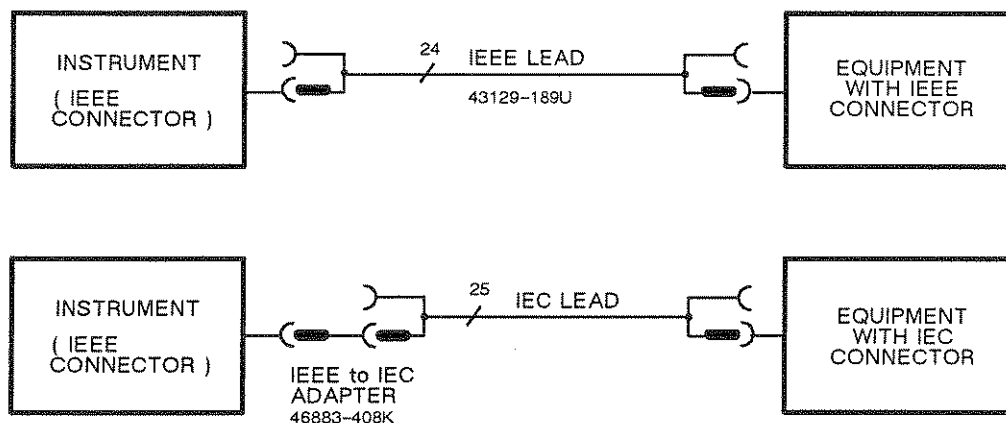 INSTRUMENT
( IEEE
CONNECTOR )
24
IEEE LEAD
43129-189U
EQUIPMENT
WITH IEEE
CONNECTOR
INSTRUMENT
( IEEE
CONNECTOR )
IEEE to IEC
ADAPTER
46883-408K
25
IEC LEAD
EQUIPMENT
WITH IEC
CONNECTOR